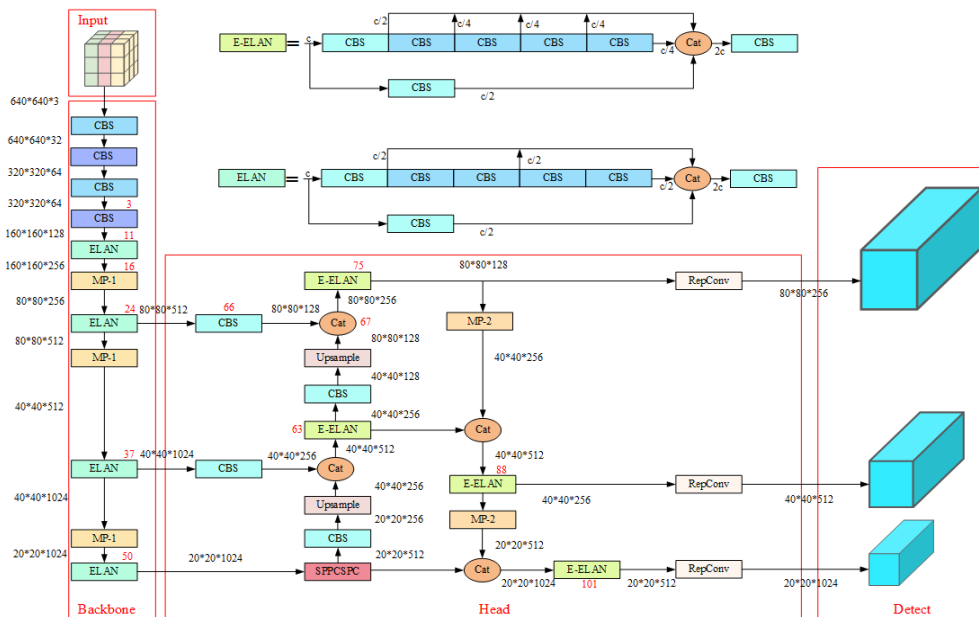 Input
640*640*3
CBS
640*640*32
CBS
320*320*64
CBS
320*320*64
3
CBS
160*160*128
11
ELAN
160*160*256
16
MP-1
80*80*256
24
80*80*512
ELAN
80*80*512
MP-1
40*40*512
37
ELAN
40*40*1024
40*40*1024
MP-1
20*20*1024
50
ELAN
Backbone
E-ELAN
=
c
c/2
c/4
c/4
c/4
CBS
CBS
CBS
CBS
CBS
c/4
Cat
2c
CBS
CBS
c/2
ELAN
=
c
c/2
c/2
CBS
CBS
CBS
CBS
CBS
c/2
Cat
2c
CBS
CBS
c/2
75
80*80*128
E-ELAN
RepConv
80*80*256
80*80*256
66
80*80*128
CBS
Cat
67
MP-2
80*80*128
Upsample
40*40*256
40*40*128
CBS
40*40*256
63
E-ELAN
Cat
40*40*512
40*40*512
CBS
40*40*256
Cat
88
E-ELAN
40*40*256
RepConv
40*40*512
40*40*256
Upsample
MP-2
20*20*256
CBS
20*20*512
20*20*512
20*20*1024
SPPCSPC
Cat
20*20*1024
E-ELAN
101
20*20*512
RepConv
20*20*1024
Head
Detect